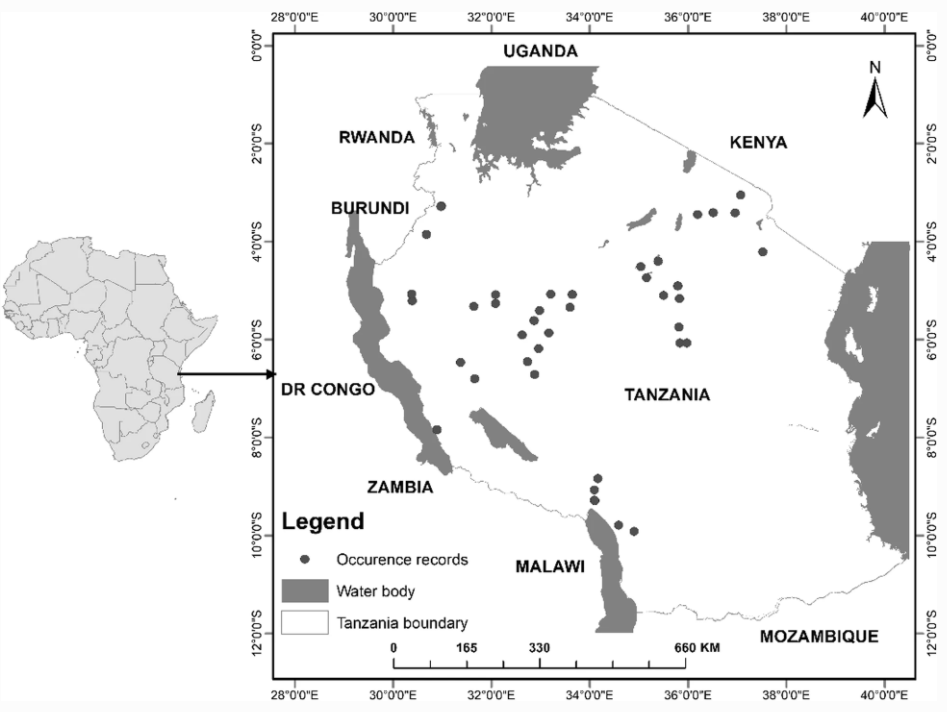 28°0'0"E 30°0'0"E 32°0'0"E 34°0'0"E 36°0'0"E 38°0'0"E 40°0'0"E
0°0'0" 0°0'0"
UGANDA
N
RWANDA
KENYA
2°0'0"S 2°0'0"S
BURUNDI
4°0'0"S 4°0'0"S
6°0'0"S 6°0'0"S
DR CONGO
TANZANIA
8°0'0"S 8°0'0"S
ZAMBIA
Legend
10°0'0"S 10°0'0"S
Occurence records
MALAWI
Water body
Tanzania boundary
MOZAMBIQUE
12°0'0"S 12°0'0"S
0 165 330 660 KM
28°0'0"E 30°0'0"E 32°0'0"E 34°0'0"E 36°0'0"E 38°0'0"E 40°0'0"E